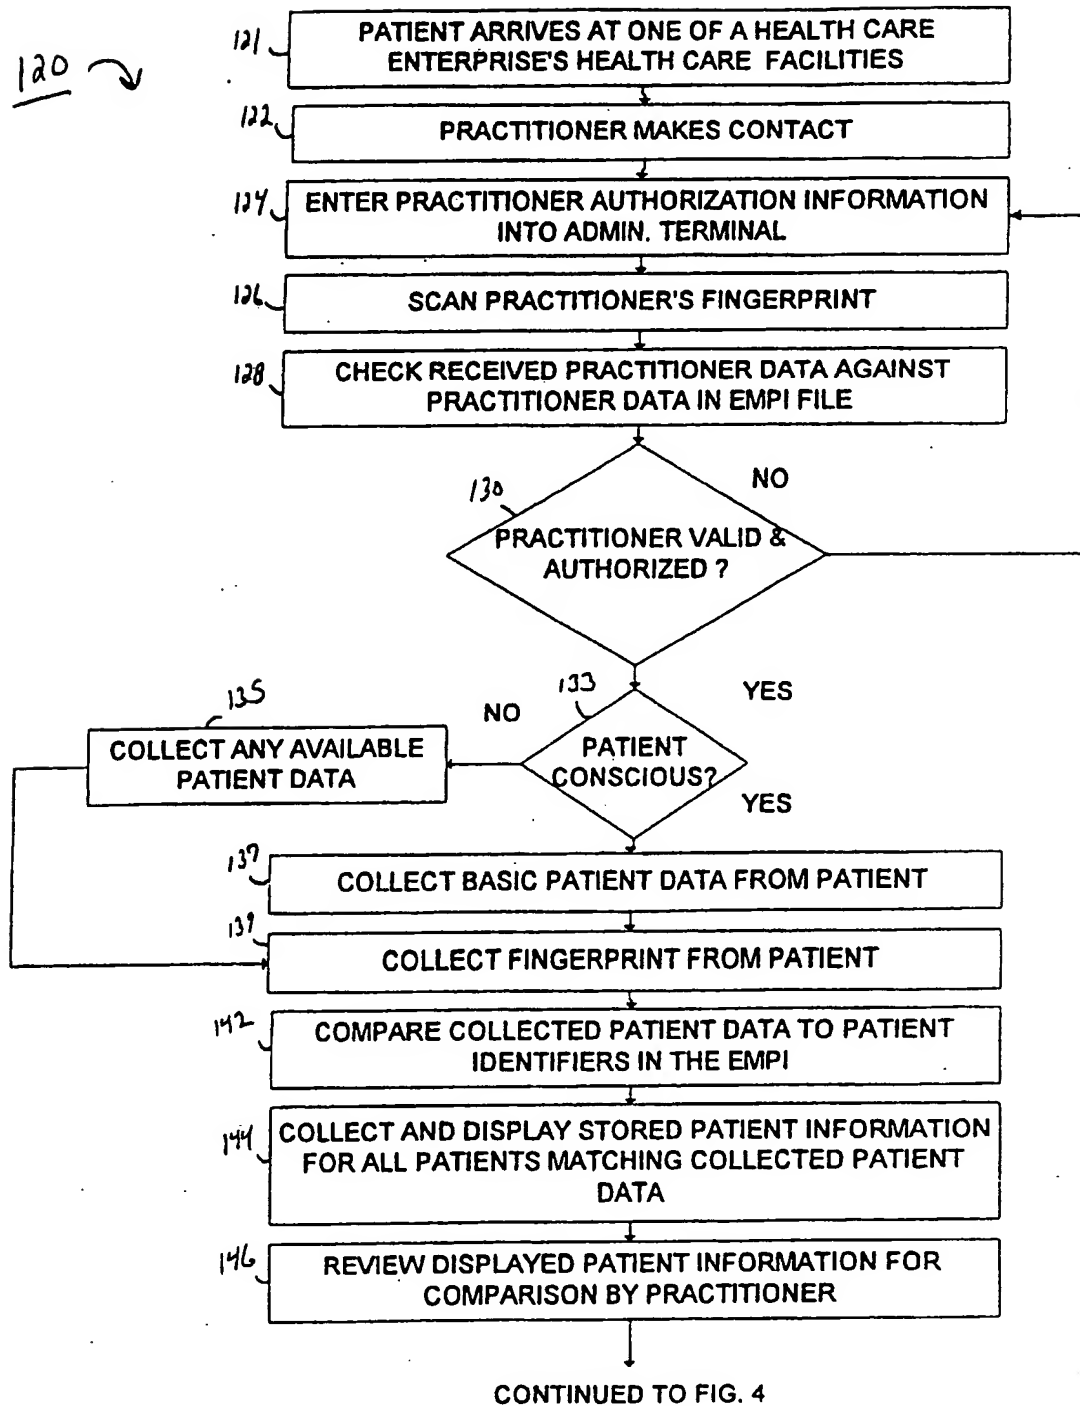 120
121
PATIENT ARRIVES AT ONE OF A HEALTH CARE
ENTERPRISE'S HEALTH CARE FACILITIES
122
PRACTITIONER MAKES CONTACT
124
ENTER PRACTITIONER AUTHORIZATION INFORMATION
INTO ADMIN. TERMINAL
126
SCAN PRACTITIONER'S FINGERPRINT
128
CHECK RECEIVED PRACTITIONER DATA AGAINST
PRACTITIONER DATA IN EMPI FILE
130
NO
PRACTITIONER VALID &
AUTHORIZED ?
YES
133
NO
135
COLLECT ANY AVAILABLE
PATIENT DATA
PATIENT
CONSCIOUS?
YES
137
COLLECT BASIC PATIENT DATA FROM PATIENT
139
COLLECT FINGERPRINT FROM PATIENT
142
COMPARE COLLECTED PATIENT DATA TO PATIENT
IDENTIFIERS IN THE EMPI
144
COLLECT AND DISPLAY STORED PATIENT INFORMATION
FOR ALL PATIENTS MATCHING COLLECTED PATIENT
DATA
146
REVIEW DISPLAYED PATIENT INFORMATION FOR
COMPARISON BY PRACTITIONER
CONTINUED TO FIG. 4